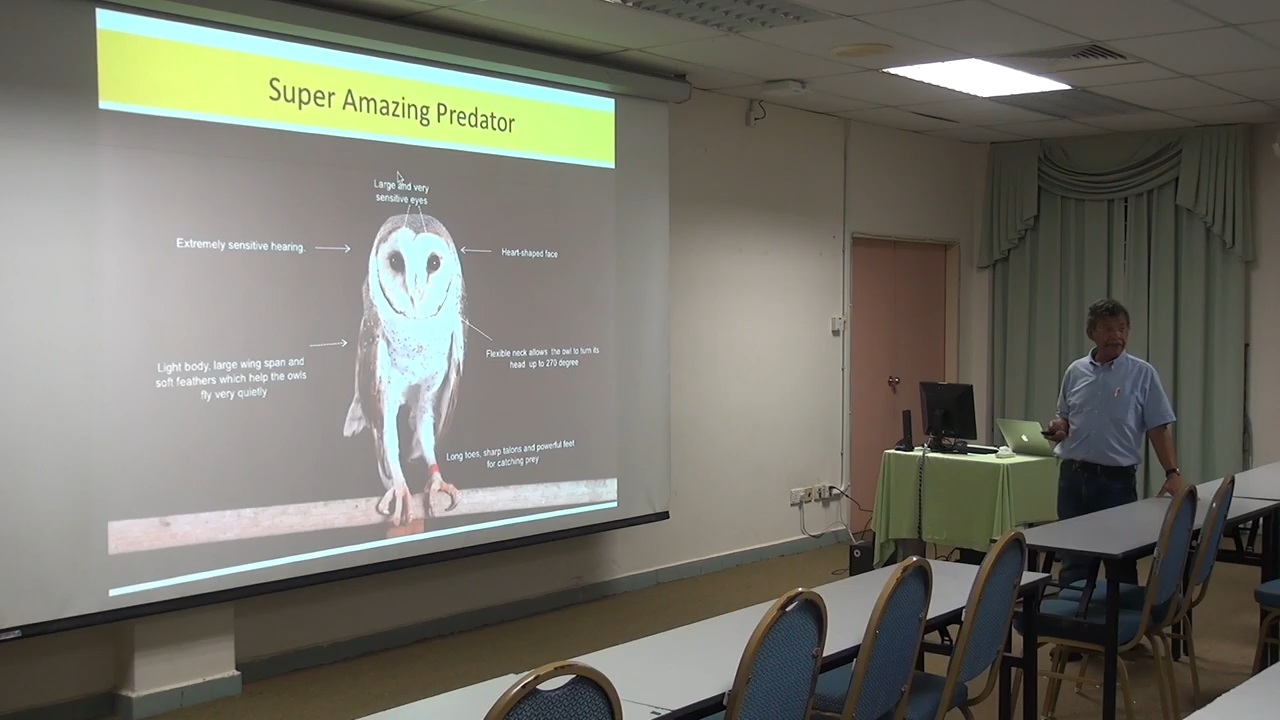 Super Amazing Predator
Large and very
sensitive eyes
Extremely sensitive hearing.
Heart-shaped face
Flexible neck allows the owl to turn its
head up to 270 degree
Light body, large wing span and
soft feathers which help the owls
fly very quietly
Long toes, sharp talons and powerful feet
for catching prey